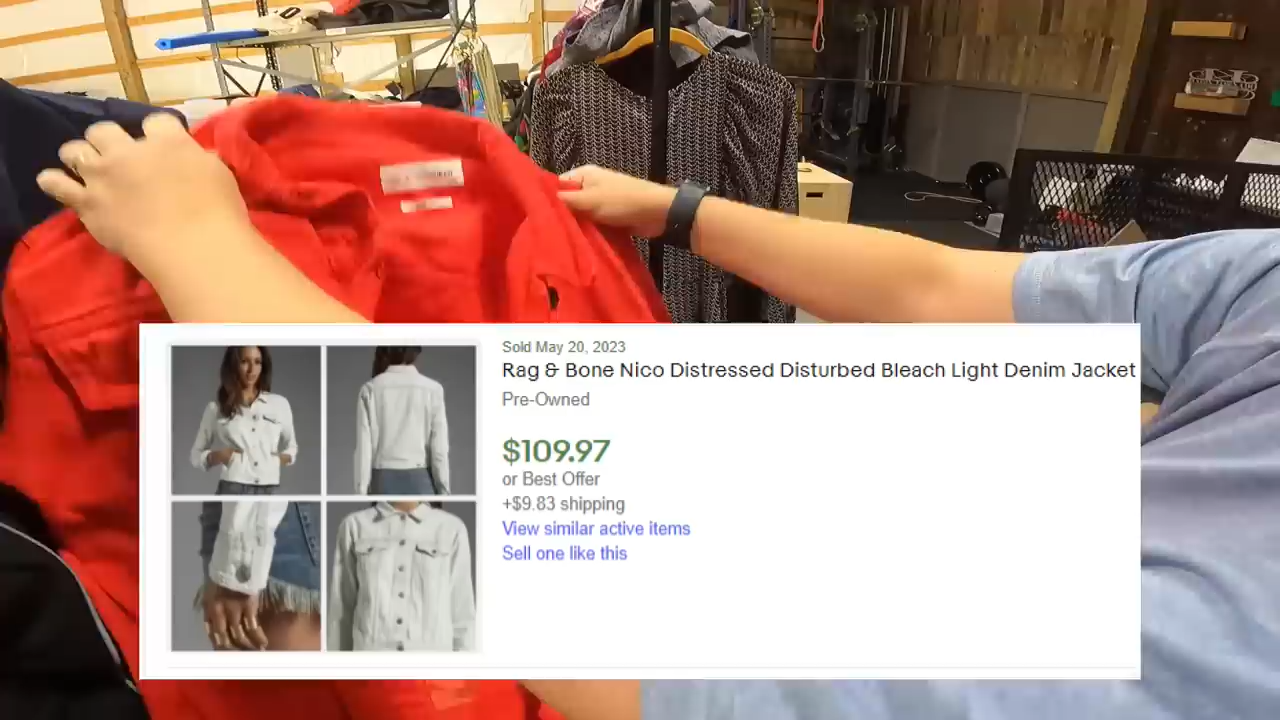 Sold May 20, 2023
Rag & Bone Nico Distressed Disturbed Bleach Light Denim Jacket
Pre-Owned
$109.97
or Best Offer
+$9.83 shipping
View similar active items
Sell one like this